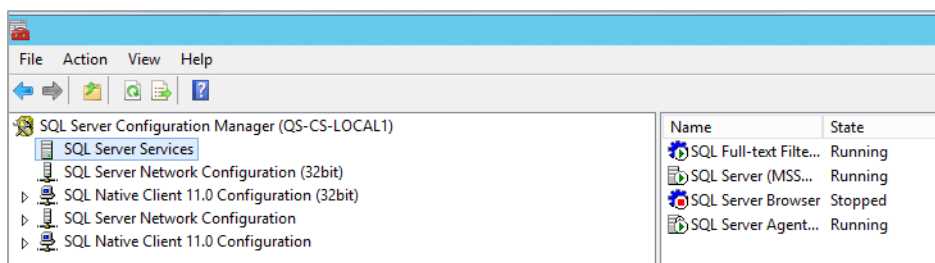 File Action View Help
SQL Server Configuration Manager (QS-CS-LOCAL1)
SQL Server Services
SQL Server Network Configuration (32bit)
SQL Native Client 11.0 Configuration (32bit)
SQL Server Network Configuration
SQL Native Client 11.0 Configuration
Name State
SQL Full-text Filte... Running
SQL Server (MSS... Running
SQL Server Browser Stopped
SQL Server Agent... Running